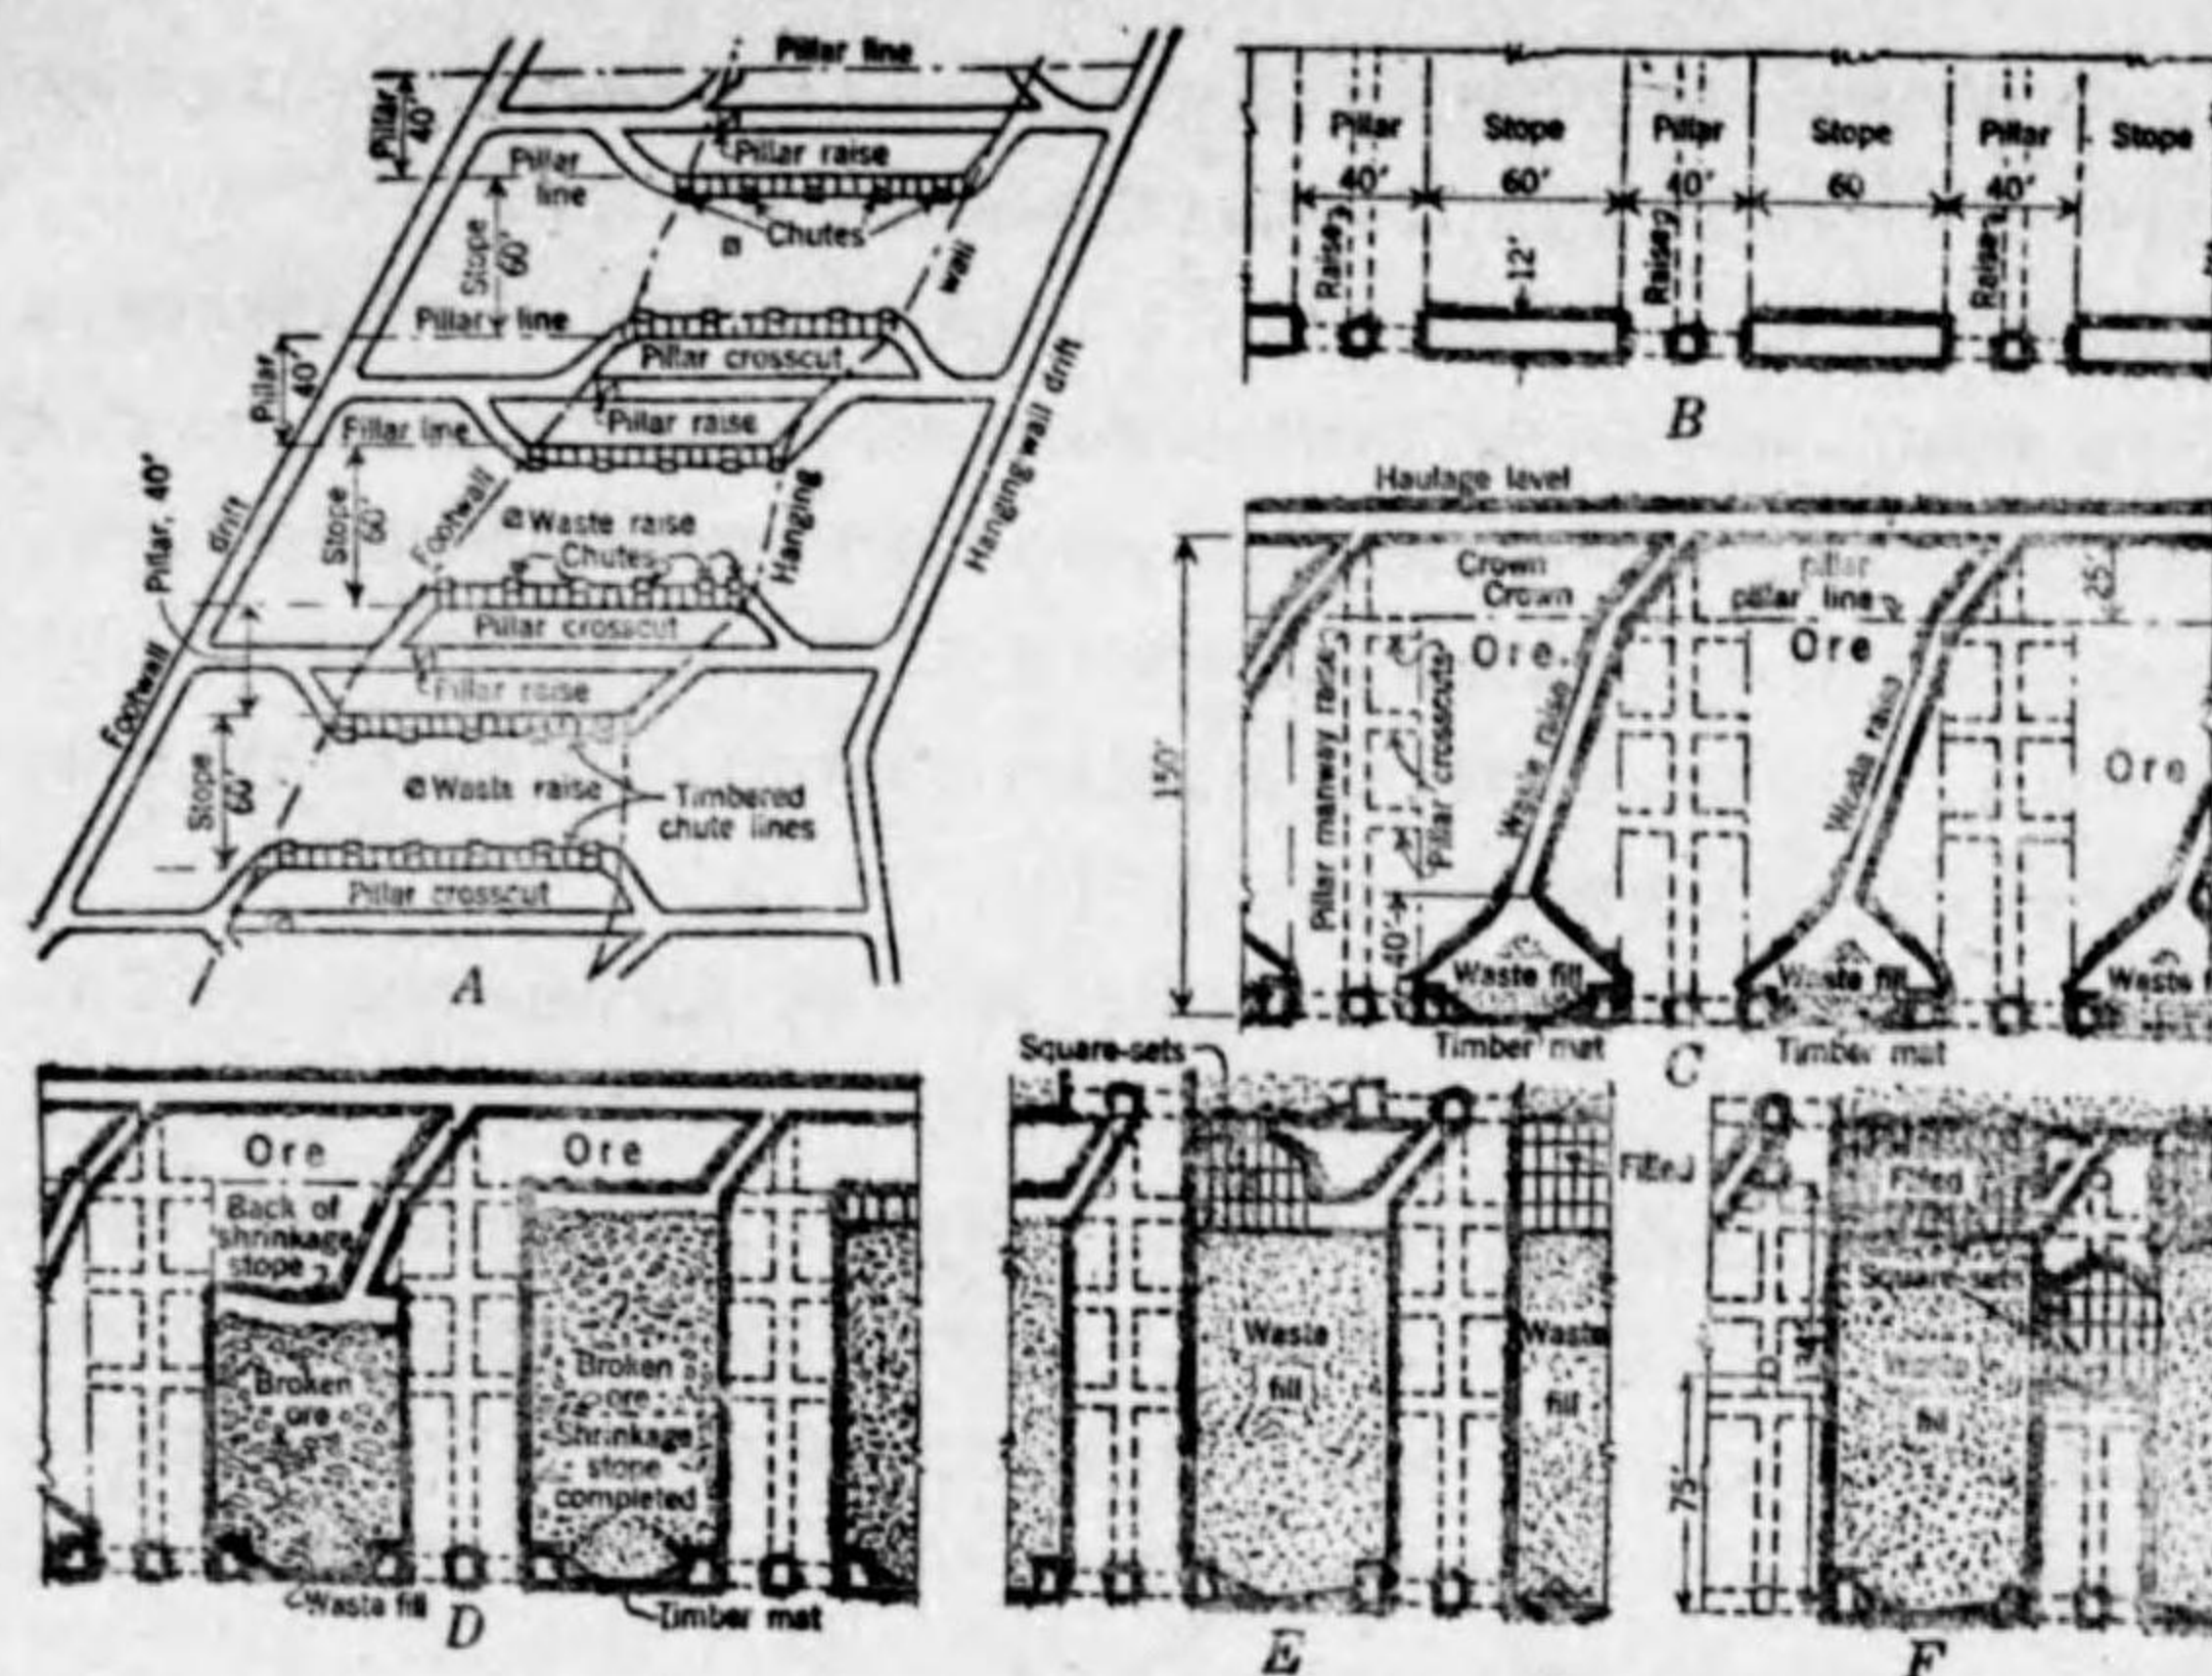 Pillar line
Pillar
40'
Pillar raise
Pillar
line
Chutes
Stope
60'
wall
Pillar line
Pillar crosscut
Pillar
40'
Pillar raise
Pillar line
Hangingwall drift
Pillar, 40'
drift
Stope
60'
Footwall
Waste raise
Chutes
Hanging
Pillar crosscut
Pillar raise
Footwall
Stope
60'
Waste raise
Timbered
chute lines
Pillar crosscut
A
Pillar
Stope
Pillar
Stope
Pillar
Stope
40'
60'
40'
60
40'
Raise
12'
Raise
Raise
B
Haulage level
Crown
Crown
pillar
pillar line
25'
Ore
Ore
Ore
150'
Pillar manway raise
Pillar crosscuts
Waste raise
Waste raise
40'
Waste fill
Waste fill
Waste
Timber mat
C
Timber mat
Ore
Ore
Back of
shrinkage
stope
Broken
ore
Broken
ore
Shrinkage
stope
completed
Waste fill
D
Timber mat
Square-sets
Waste
fill
Waste
fill
E
Filled
Filled
Square-sets
Waste
fill
75'
F